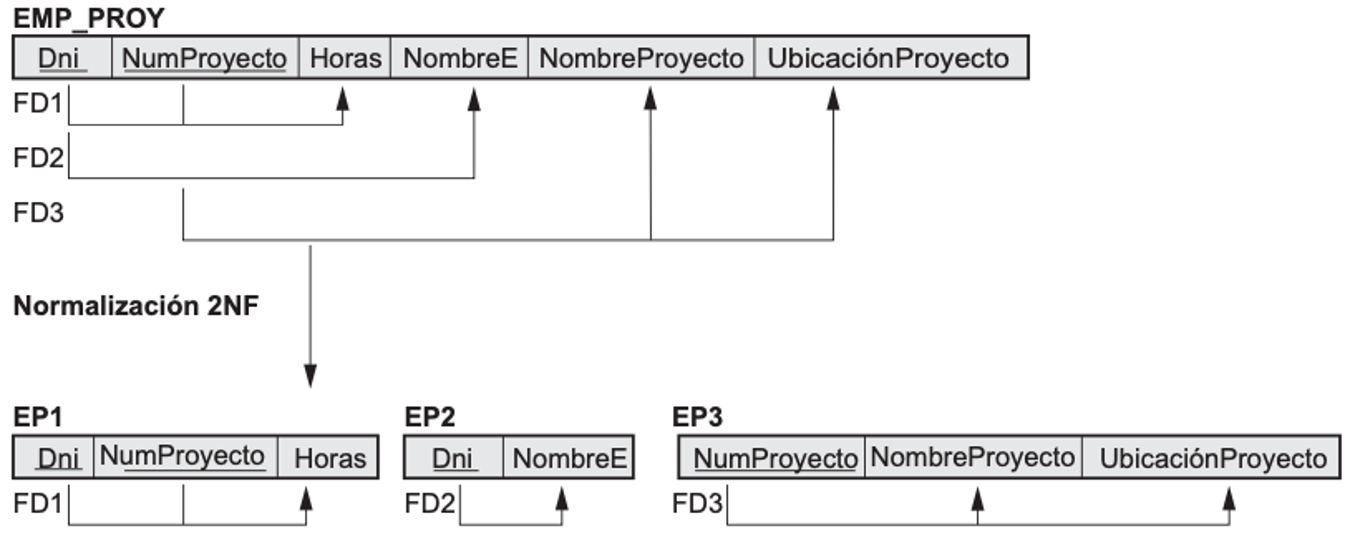 EMP_PROY
Dni NumProyecto Horas NombreE NombreProyecto UbicaciónProyecto
FD1
FD2
FD3
Normalización 2NF
EP1 EP2 EP3
Dni NumProyecto Horas Dni NombreE NumProyecto NombreProyecto UbicaciónProyecto
FD1 FD2 FD3